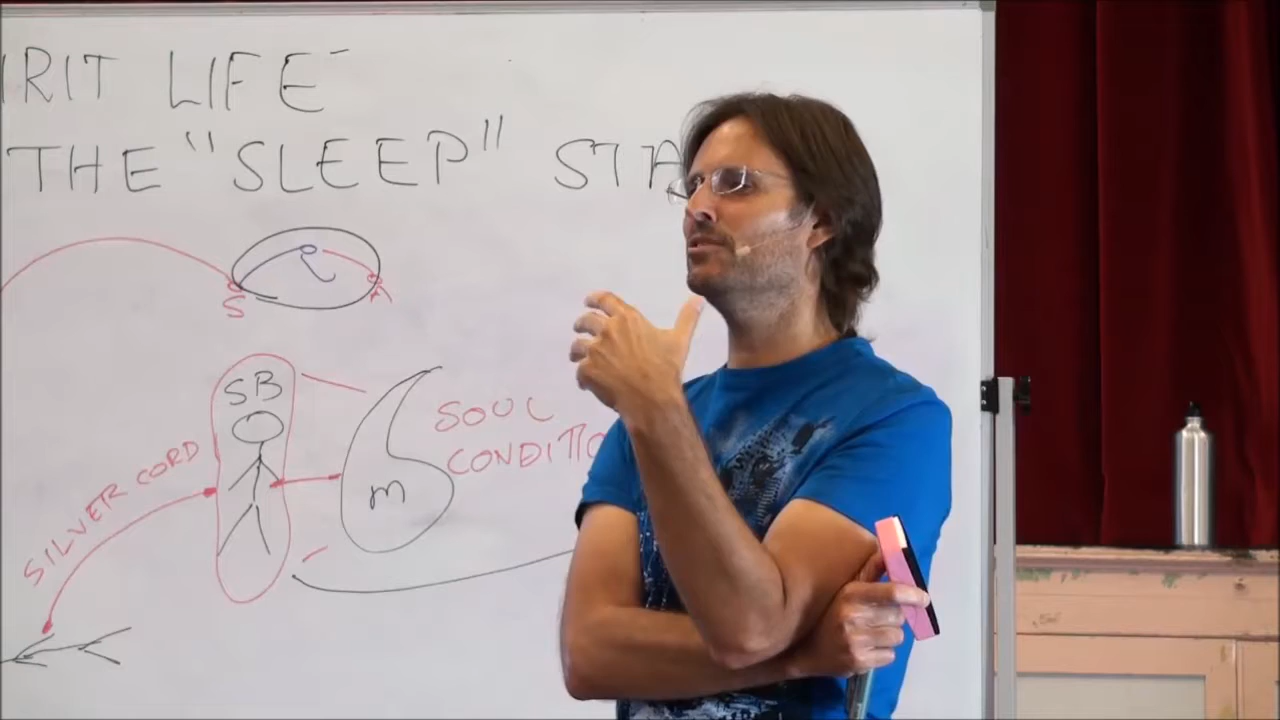 IRIT LIFE
THE "SLEEP" STA
S
A
SB
SOUL
CONDITIO
m
SILVER CORD